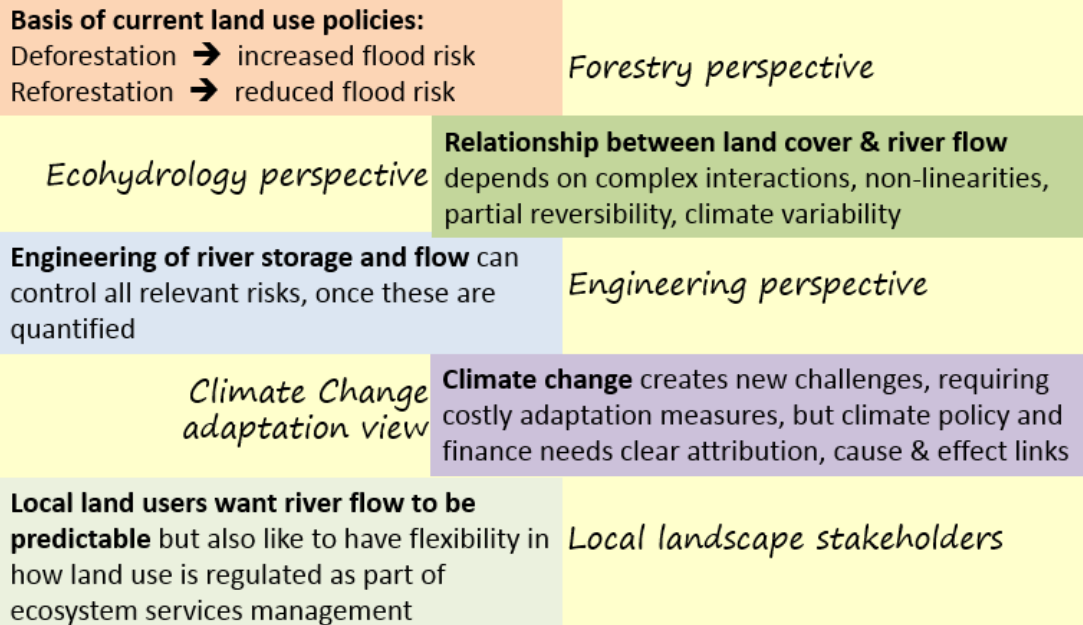 Basis of current land use policies:
Deforestation ➔ increased flood risk
Reforestation ➔ reduced flood risk
Forestry perspective
Ecohydrology perspective
Relationship between land cover & river flow
depends on complex interactions, non-linearities,
partial reversibility, climate variability
Engineering of river storage and flow can
control all relevant risks, once these are
quantified
Engineering perspective
Climate Change
adaptation view
Climate change creates new challenges, requiring
costly adaptation measures, but climate policy and
finance needs clear attribution, cause & effect links
Local land users want river flow to be
predictable but also like to have flexibility in
how land use is regulated as part of
ecosystem services management
Local landscape stakeholders